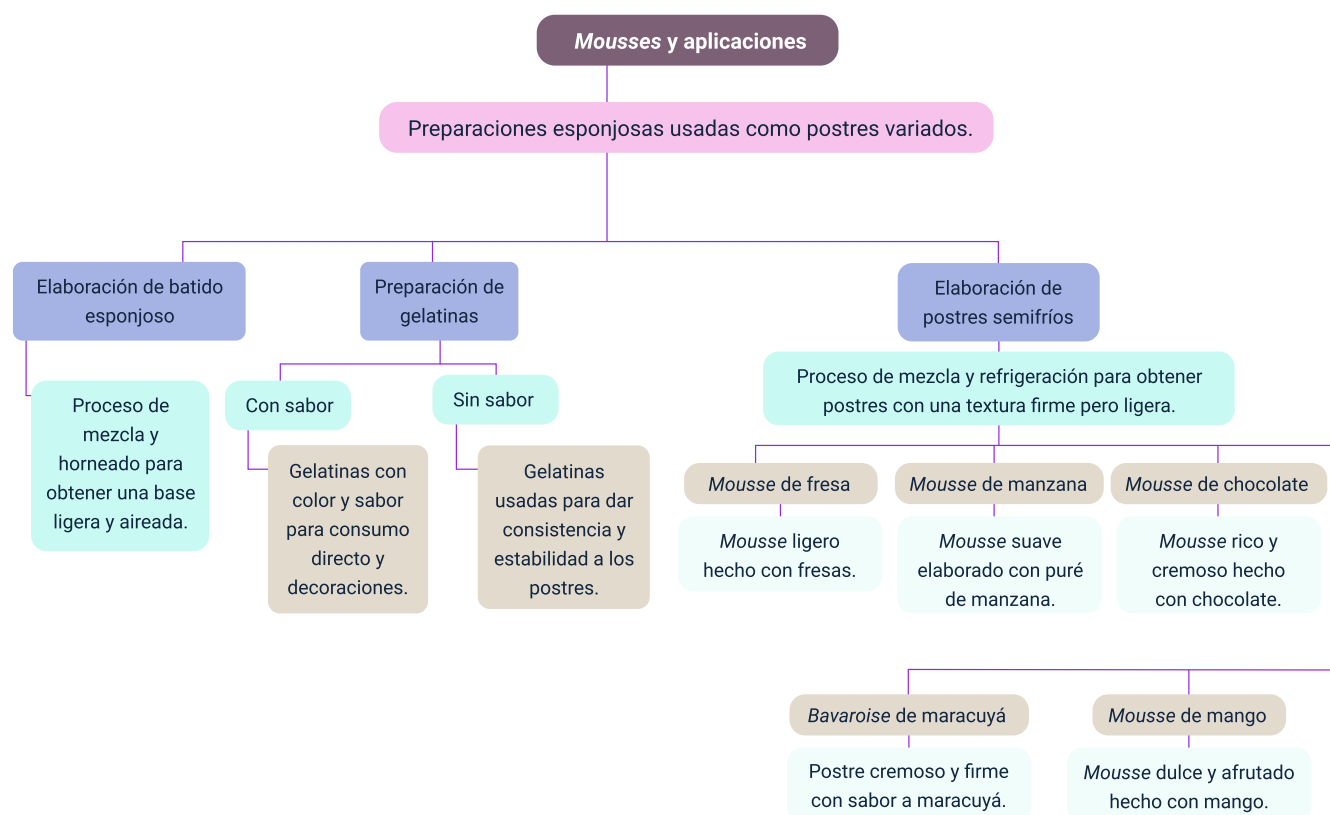 Mousses y aplicaciones
Preparaciones esponjosas usadas como postres variados.
Elaboración de batido
esponjoso
Proceso de
mezcla y
horneado para
obtener una base
ligera y aireada.
Preparación de
gelatinas
Con sabor
Gelatinas con
color y sabor
para consumo
directo y
decoraciones.
Sin sabor
Gelatinas
usadas para dar
consistencia y
estabilidad a los
postres.
Elaboración de
postres semifríos
Proceso de mezcla y refrigeración para obtener
postres con una textura firme pero ligera.
Mousse de fresa
Mousse ligero
hecho con fresas.
Mousse de manzana
Mousse suave
elaborado con puré
de manzana.
Mousse de chocolate
Mousse rico y
cremoso hecho
con chocolate.
Bavaroise de maracuyá
Postre cremoso y firme
con sabor a maracuyá.
Mousse de mango
Mousse dulce y afrutado
hecho con mango.